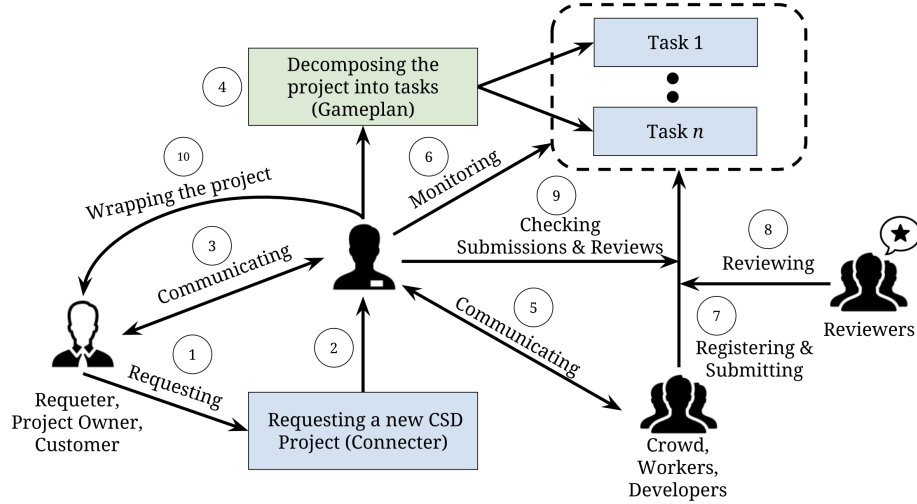 Task 1
Task n
Decomposing the
project into tasks
(Gameplan)
4
6
Monitoring
10
Wrapping the project
9
Checking
Submissions & Reviews
8
Reviewing
Reviewers
3
Communicating
5
Communicating
7
Registering &
Submitting
1
Requesting
2
Requeter,
Project Owner,
Customer
Requesting a new CSD
Project (Connecter)
Crowd,
Workers,
Developers